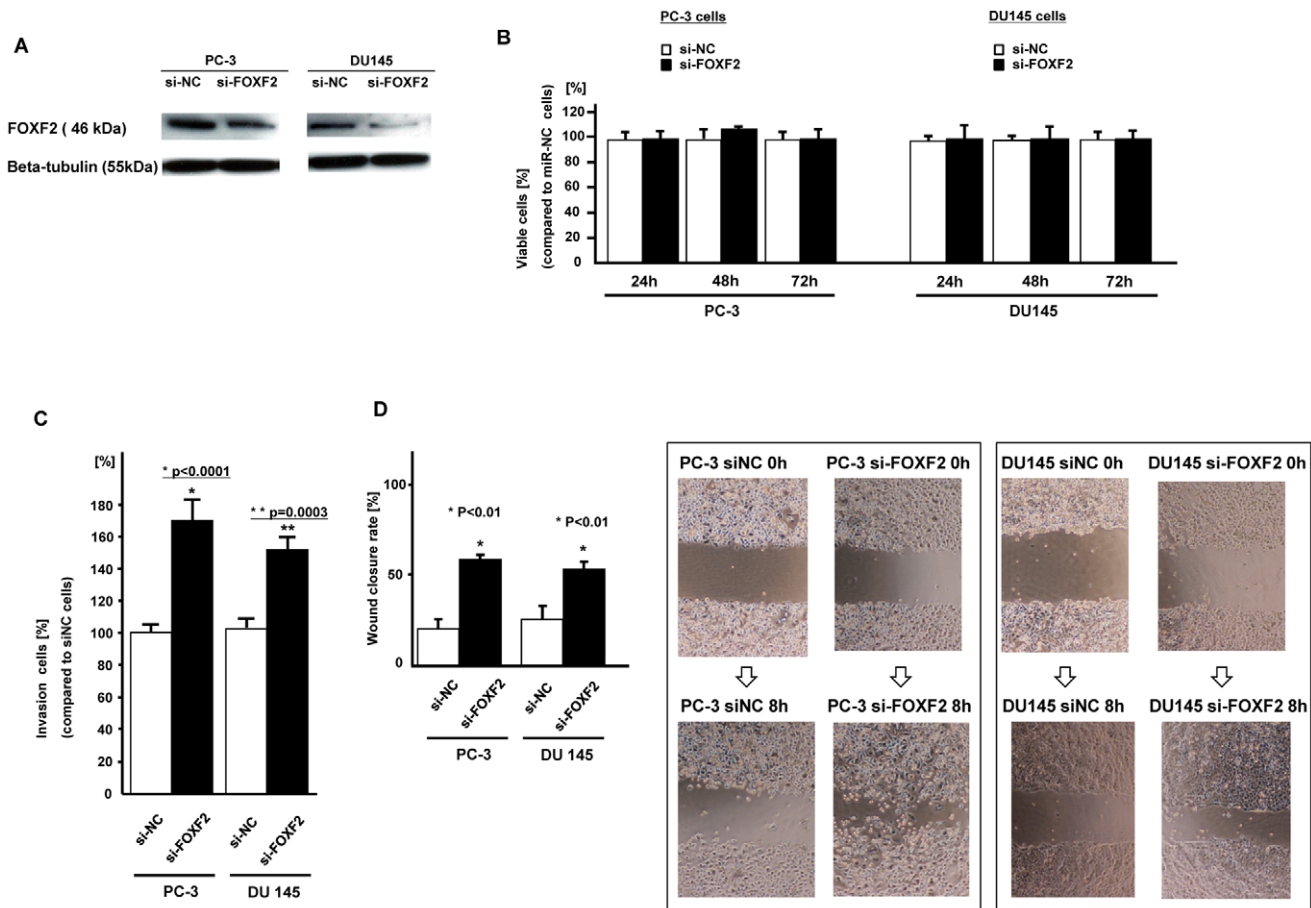 A
PC-3 DU145
si-NC si-FOXF2 si-NC si-FOXF2
FOXF2 ( 46 kDa)
Beta-tubulin (55kDa)
B
PC-3 cells DU145 cells
si-NC si-NC
si-FOXF2 si-FOXF2
[%]
120
100
80
60
40
20
0
Viable cells [%]
(compared to miR-NC cells)
24h 48h 72h 24h 48h 72h
PC-3 DU145
C
[%]
180
160
140
120
100
80
60
40
20
0
Invasion cells [%]
(compared to siNC cells)
* p<0.0001
*
* * p=0.0003
**
si-NC si-FOXF2 si-NC si-FOXF2
PC-3 DU 145
D
100
50
0
Wound closure rate [%]
* P<0.01 * P<0.01
* *
si-NC si-FOXF2 si-NC si-FOXF2
PC-3 DU 145
PC-3 siNC 0h PC-3 si-FOXF2 0h
PC-3 siNC 8h PC-3 si-FOXF2 8h
DU145 siNC 0h DU145 si-FOXF2 0h
DU145 siNC 8h DU145 si-FOXF2 8h